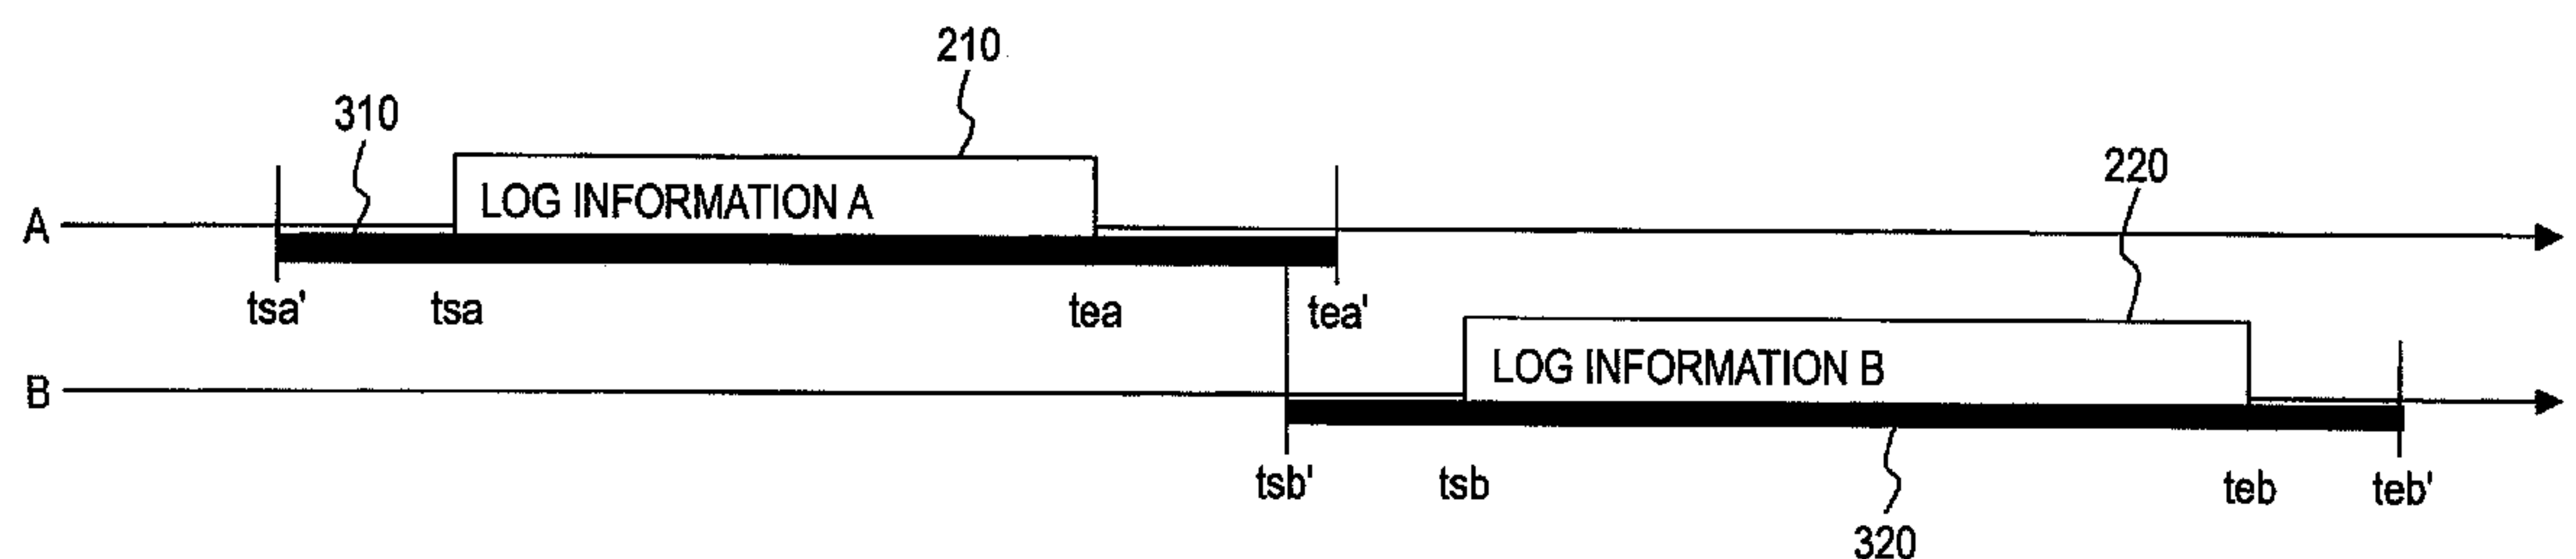 210
310
220
LOG INFORMATION A
A
tsa' tsa tea tea'
LOG INFORMATION B
B
tsb' tsb teb teb'
320